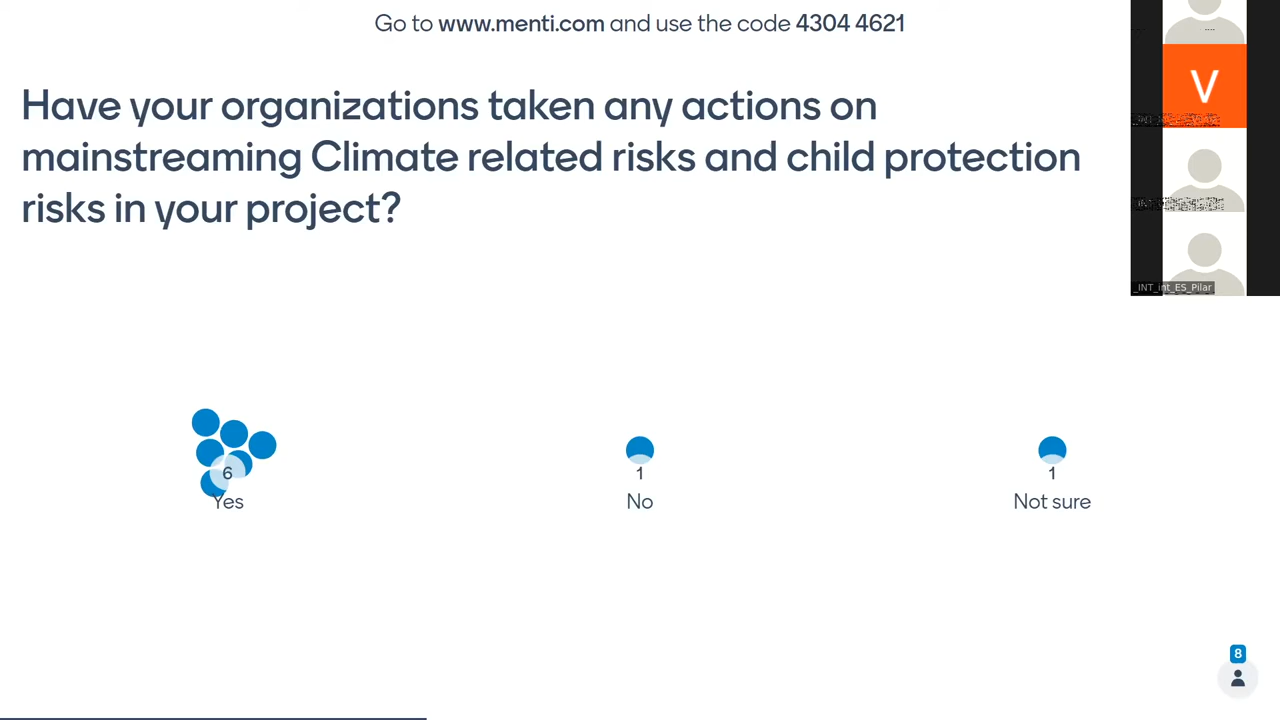 Go to www.menti.com and use the code 4304 4621
Have your organizations taken any actions on
mainstreaming Climate related risks and child protection
risks in your project?
V
_INT_int_ES_Pilar
6
Yes
1
No
1
Not sure
8